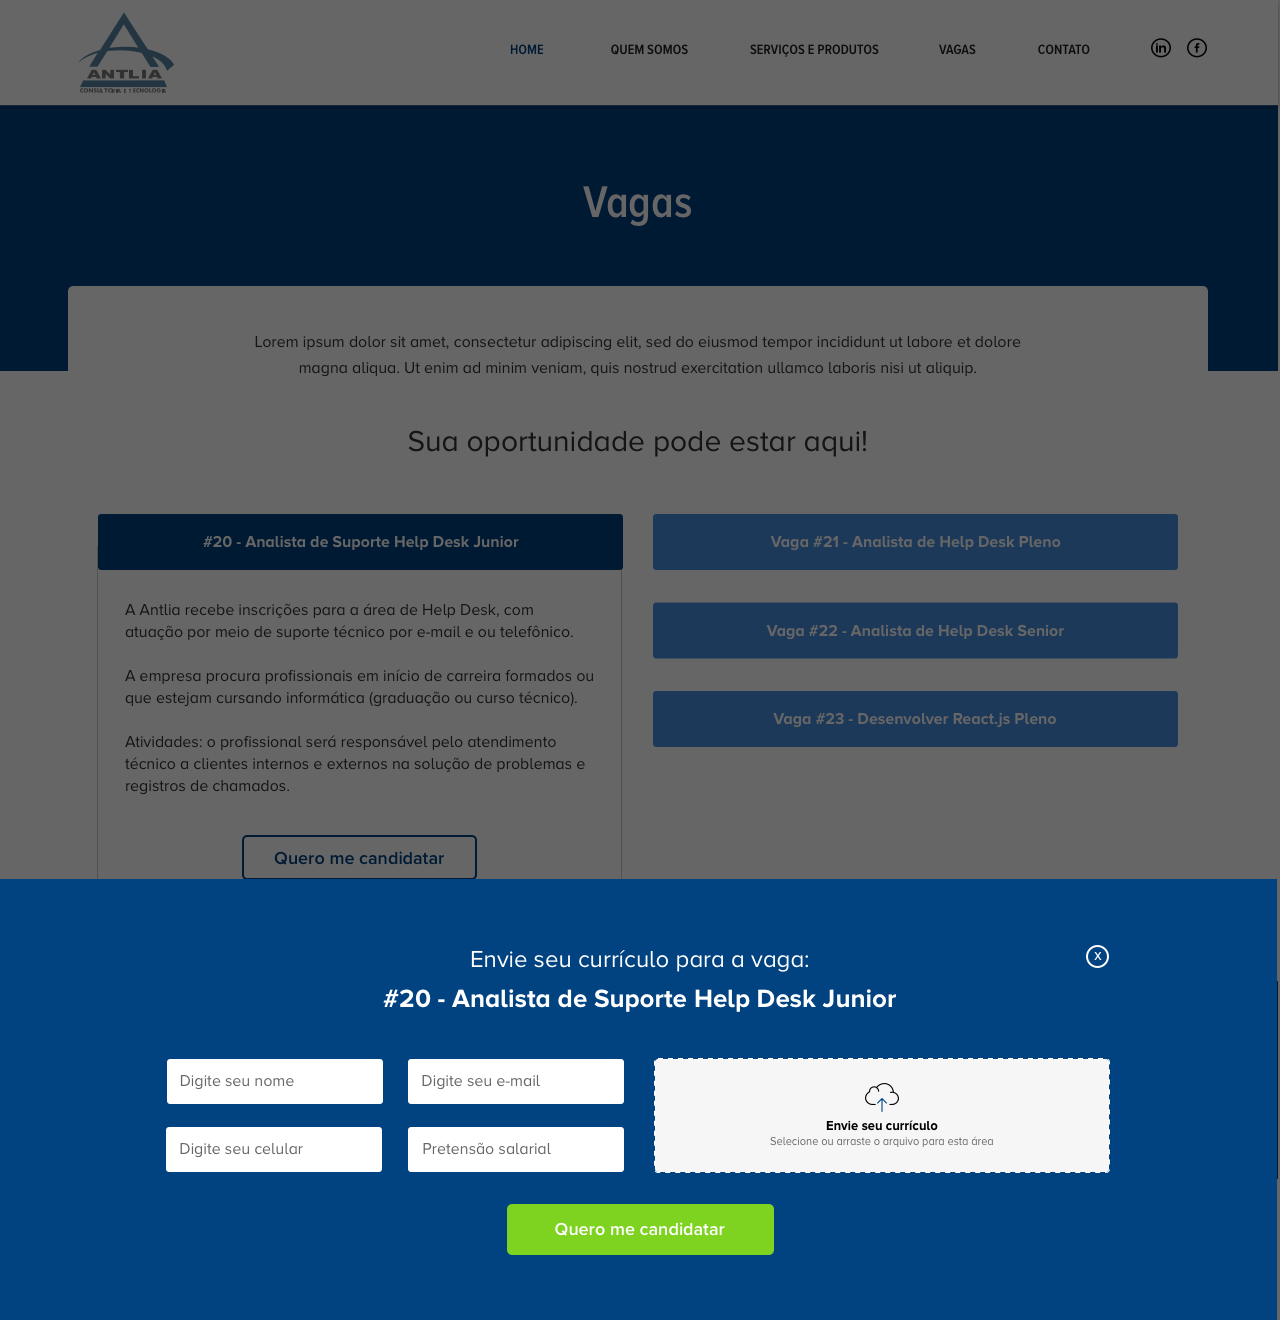 ANTLIA
HOME
QUEM SOMOS
SERVIÇOS E PRODUTOS
VAGAS
CONTATO
in
f
Vagas
Lorem ipsum dolor sit amet, consectetur adipiscing elit, sed do eiusmod tempor incididunt ut labore et dolore
magna aliqua. Ut enim ad minim veniam, quis nostrud exercitation ullamco laboris nisi ut aliquip.
Sua oportunidade pode estar aqui!
#20 - Analista de Suporte Help Desk Junior
A Antlia recebe inscrições para a área de Help Desk, com
atuação por meio de suporte técnico por e-mail e ou telefônico.
A empresa procura profissionais em início de carreira formados ou
que estejam cursando informática (graduação ou curso técnico).
Atividades: o profissional será responsável pelo atendimento
técnico a clientes internos e externos na solução de problemas e
registros de chamados.
Quero me candidatar
Vaga #21 - Analista de Help Desk Pleno
Vaga #22 - Analista de Help Desk Senior
Vaga #23 - Desenvolver React.js Pleno
Envie seu currículo para a vaga:
X
#20 - Analista de Suporte Help Desk Junior
Digite seu nome
Digite seu e-mail
Digite seu celular
Pretensão salarial
Envie seu currículo
Selecione ou arraste o arquivo para esta área
Quero me candidatar